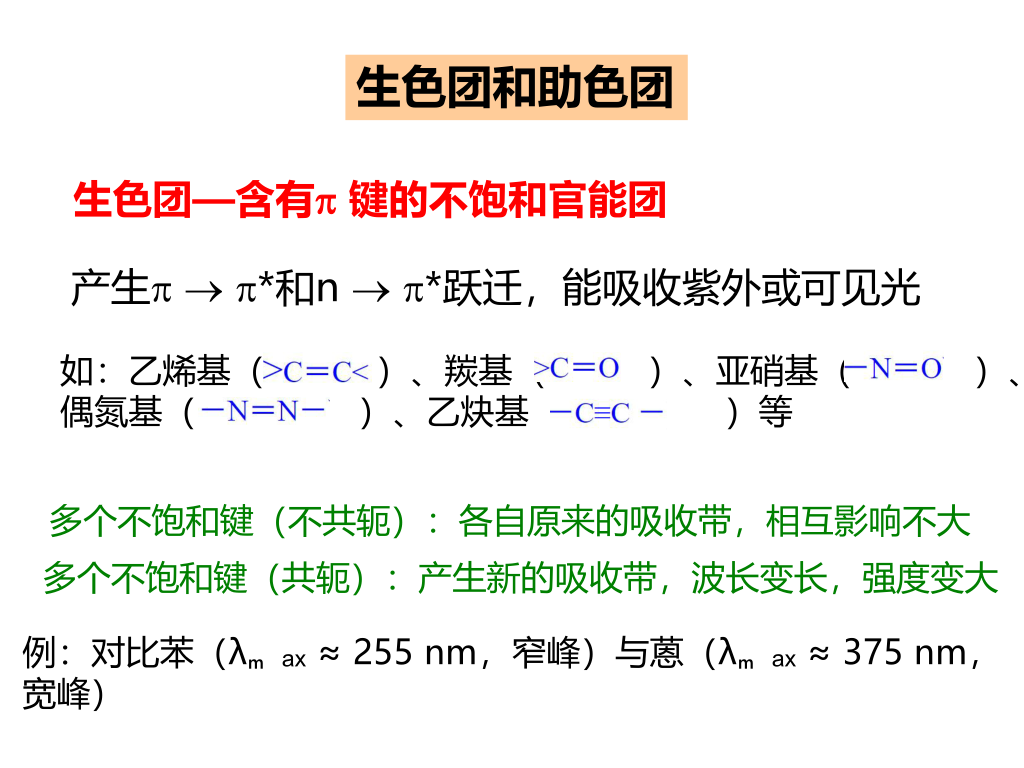 生色团和助色团
生色团—含有π 键的不饱和官能团
产生π → π*和n → π*跃迁，能吸收紫外或可见光
如：乙烯基（>C＝C<）、羰基（>C＝O）、亚硝基（－N＝O）、
偶氮基（－N＝N－）、乙炔基－C≡C－）等
多个不饱和键（不共轭）：各自原来的吸收带，相互影响不大
多个不饱和键（共轭）：产生新的吸收带，波长变长，强度变大
例：对比苯（λₘ ax ≈ 255 nm，窄峰）与蒽（λₘ ax ≈ 375 nm，
宽峰）